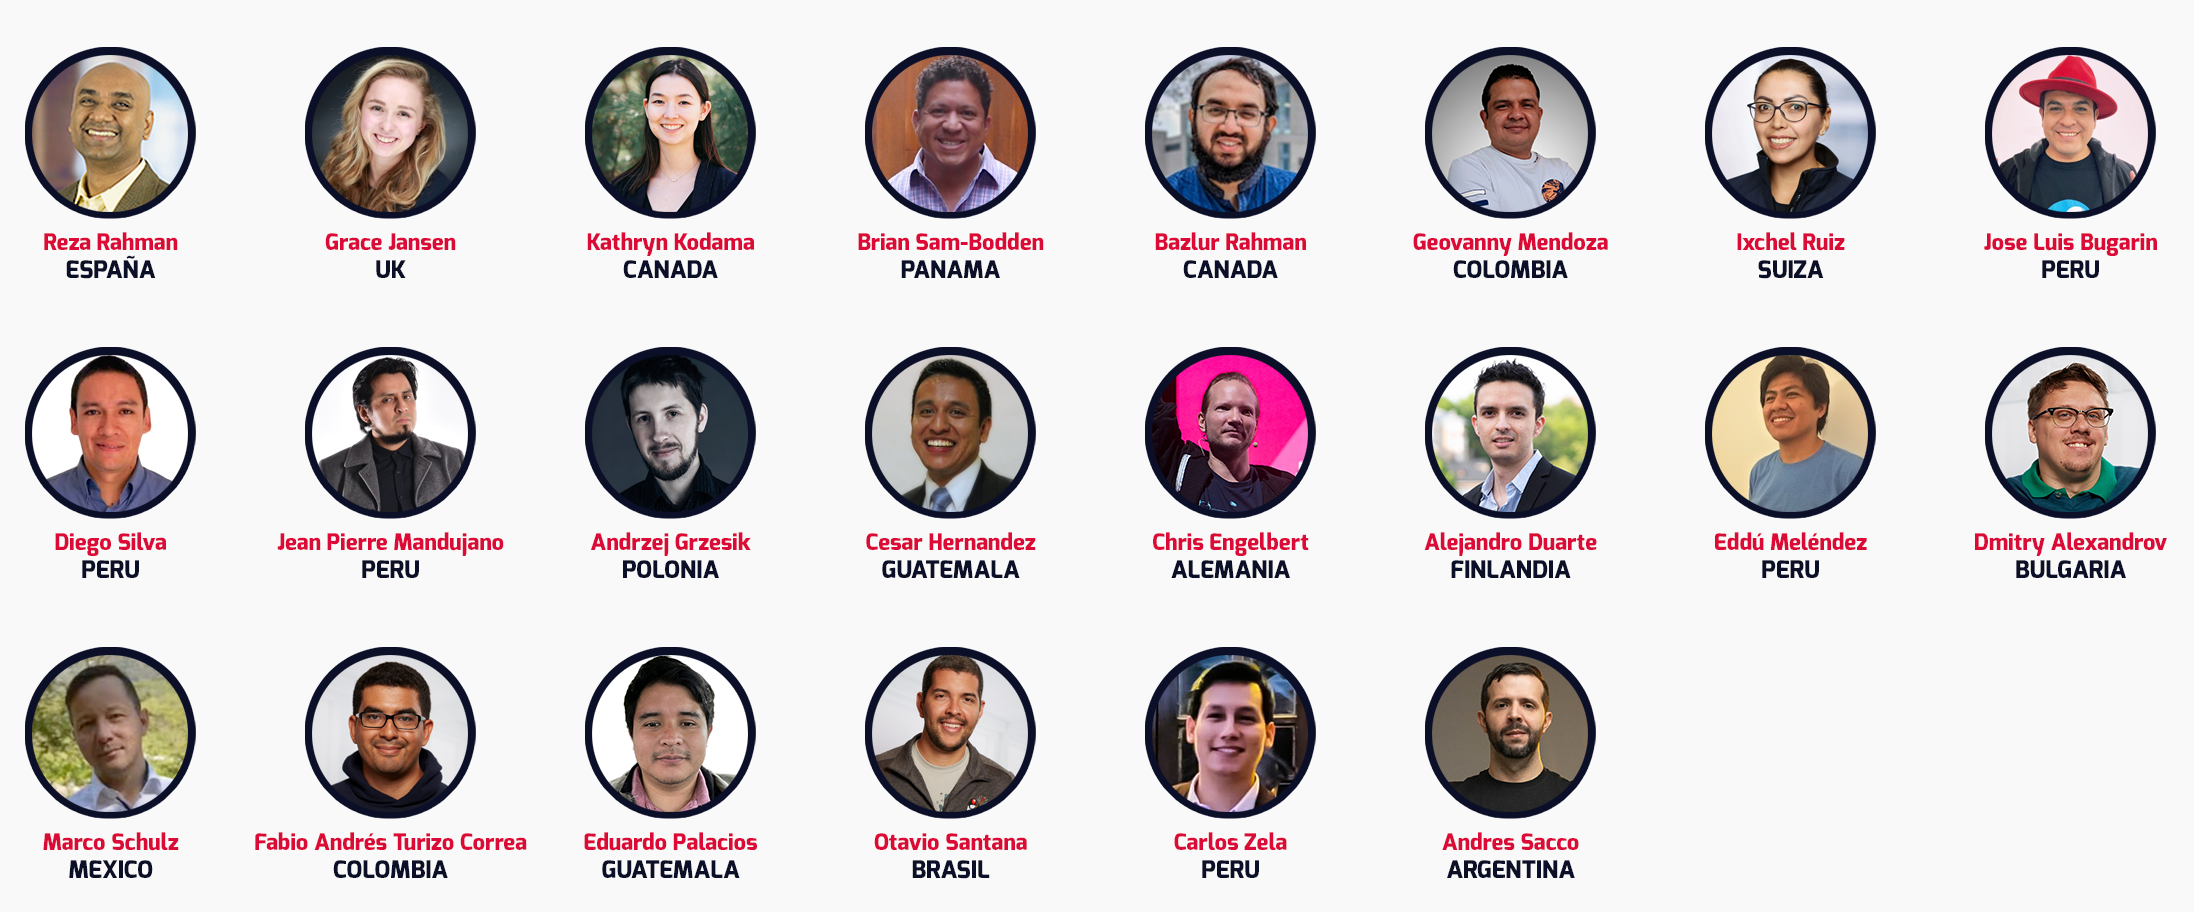 Reza Rahman
ESPAÑA
Grace Jansen
UK
Kathryn Kodama
CANADA
Brian Sam-Bodden
PANAMA
Bazlur Rahman
CANADA
Geovanny Mendoza
COLOMBIA
Ixchel Ruiz
SUIZA
Jose Luis Bugarin
PERU
Diego Silva
PERU
Jean Pierre Mandujano
PERU
Andrzej Grzesik
POLONIA
Cesar Hernandez
GUATEMALA
Chris Engelbert
ALEMANIA
Alejandro Duarte
FINLANDIA
Eddú Meléndez
PERU
Dmitry Alexandrov
BULGARIA
Marco Schulz
MEXICO
Fabio Andrés Turizo Correa
COLOMBIA
Eduardo Palacios
GUATEMALA
Otavio Santana
BRASIL
Carlos Zela
PERU
Andres Sacco
ARGENTINA